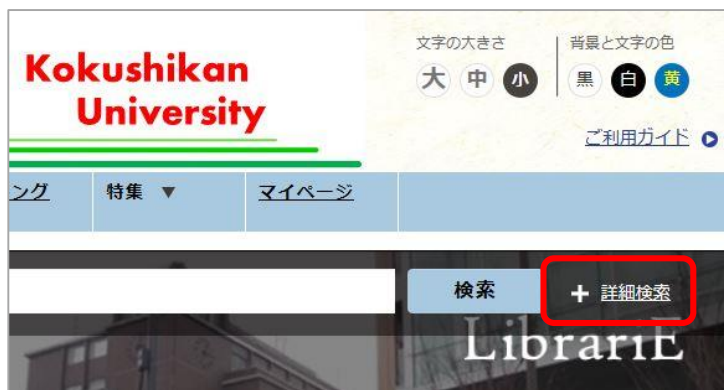 Kokushikan
University
文字の大きさ
大 中 小
背景と文字の色
黒 白 黄
ご利用ガイド
ング 特集 ▼ マイページ
検索 + 詳細検索
LibrariE